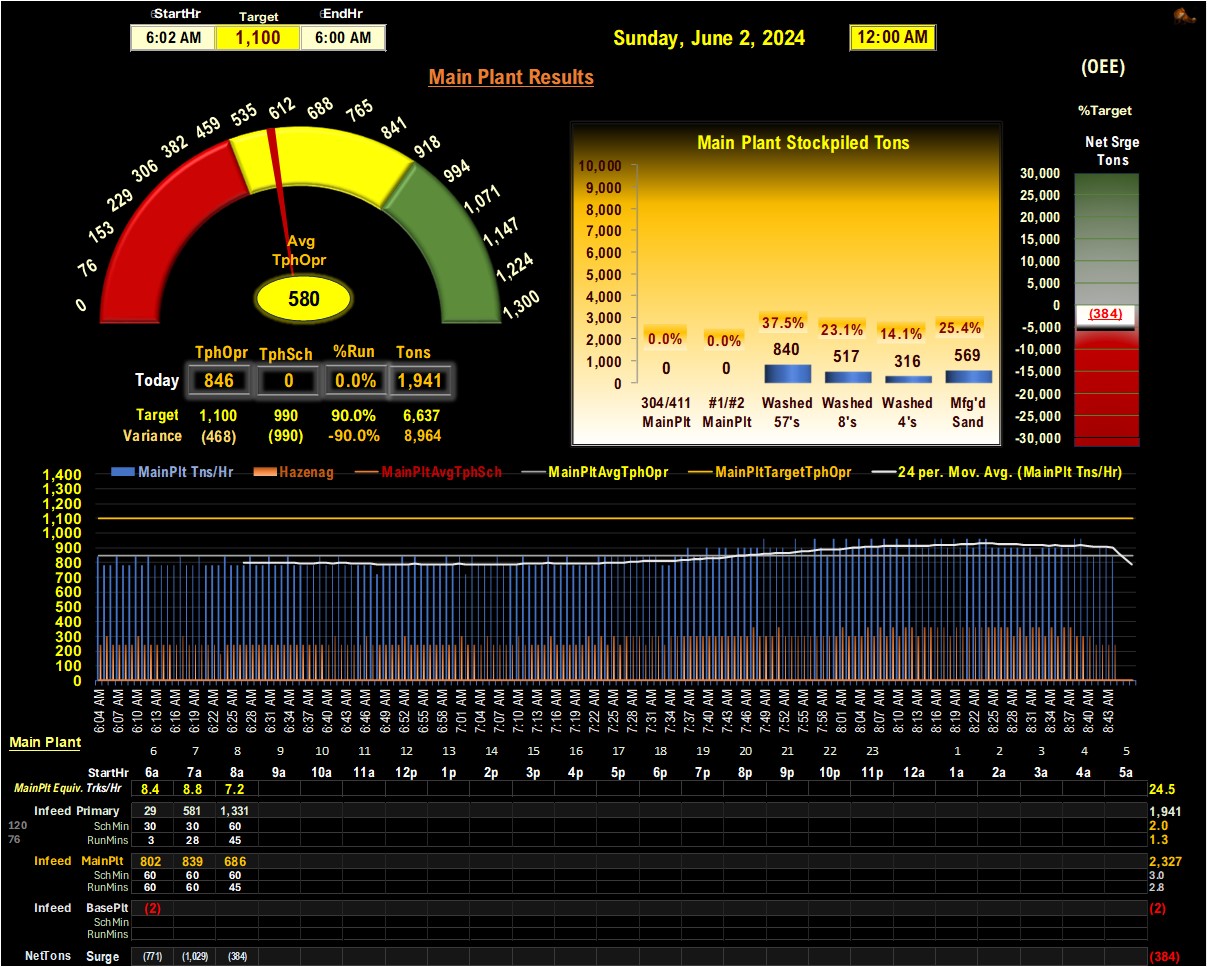 StartHr Target EndHr
6:02 AM 1,100 6:00 AM
Sunday, June 2, 2024 12:00 AM
Main Plant Results
(OEE)
%Target
Net Srge
Tons
0 76 153 229 306 382 459 535 612 688 765 841 918 994 1,071 1,147 1,224 1,300
Avg
TphOpr
580
TphOpr TphSch %Run Tons
Today 846 0 0.0% 1,941
Target 1,100 990 90.0% 6,637
Variance (468) (990) -90.0% 8,964
Main Plant Stockpiled Tons
10,000
9,000
8,000
7,000
6,000
5,000
4,000
3,000
2,000
1,000
0
0.0% 0.0% 37.5% 23.1% 14.1% 25.4%
0 0 840 517 316 569
304/411 #1/#2 Washed Washed Washed Mfg'd
MainPlt MainPlt 57's 8's 4's Sand
30,000
25,000
20,000
15,000
10,000
5,000
0
(384)
-5,000
-10,000
-15,000
-20,000
-25,000
-30,000
MainPlt Tns/Hr Hazenag MainPltAvgTphSch MainPltAvgTphOpr MainPltTargetTphOpr 24 per. Mov. Avg. (MainPlt Tns/Hr)
1,400
1,300
1,200
1,100
1,000
900
800
700
600
500
400
300
200
100
0
6:04 AM 6:07 AM 6:10 AM 6:13 AM 6:16 AM 6:19 AM 6:22 AM 6:25 AM 6:28 AM 6:31 AM 6:34 AM 6:37 AM 6:40 AM 6:43 AM 6:46 AM 6:49 AM 6:52 AM 6:55 AM 6:58 AM 7:01 AM 7:04 AM 7:07 AM 7:10 AM 7:13 AM 7:16 AM 7:19 AM 7:22 AM 7:25 AM 7:28 AM 7:31 AM 7:34 AM 7:37 AM 7:40 AM 7:43 AM 7:46 AM 7:49 AM 7:52 AM 7:55 AM 7:58 AM 8:01 AM 8:04 AM 8:07 AM 8:10 AM 8:13 AM 8:16 AM 8:19 AM 8:22 AM 8:25 AM 8:28 AM 8:31 AM 8:34 AM 8:37 AM 8:40 AM 8:43 AM
Main Plant
6 7 8 9 10 11 12 13 14 15 16 17 18 19 20 21 22 23 1 2 3 4 5
StartHr 6a 7a 8a 9a 10a 11a 12p 1p 2p 3p 4p 5p 6p 7p 8p 9p 10p 11p 12a 1a 2a 3a 4a 5a
MainPlt Equiv. Trks/Hr 8.4 8.8 7.2 24.5
Infeed Primary 29 581 1,331 1,941
120 SchMin 30 30 60 2.0
76 RunMins 3 28 45 1.3
Infeed MainPlt 802 839 686 2,327
SchMin 60 60 60 3.0
RunMins 60 60 45 2.8
Infeed BasePlt (2) (2)
SchMin
RunMins
NetTons Surge (771) (1,029) (384) (384)